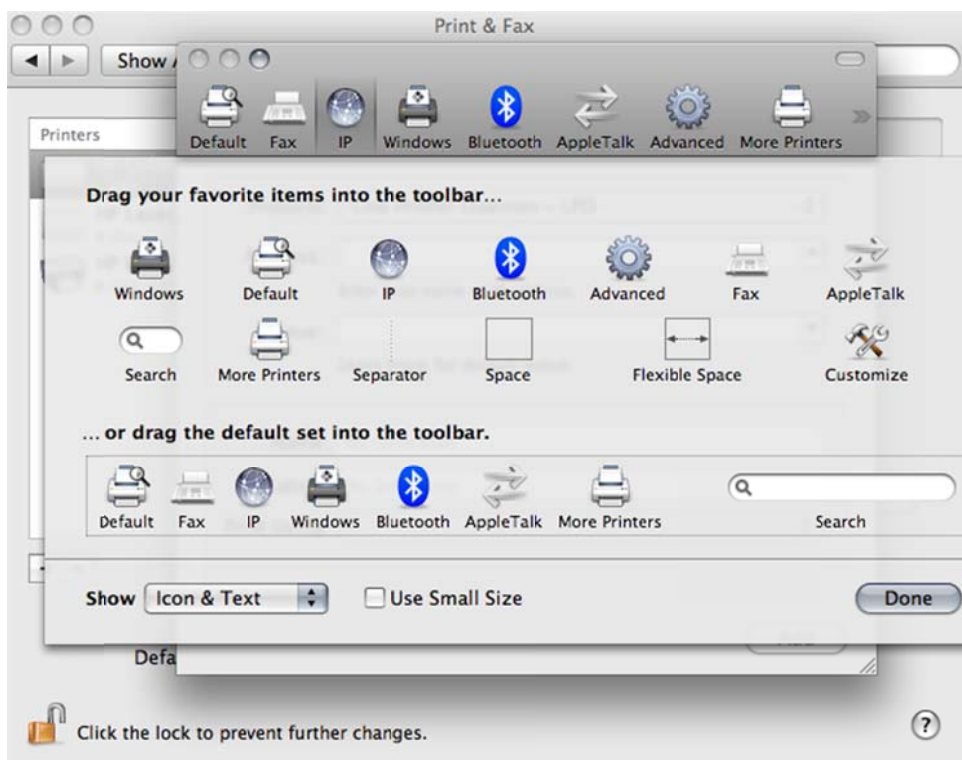 Print & Fax
Show
Default Fax IP Windows Bluetooth AppleTalk Advanced More Printers
Printers
Drag your favorite items into the toolbar...
Windows Default IP Bluetooth Advanced Fax AppleTalk
Search More Printers Separator Space Flexible Space Customize
... or drag the default set into the toolbar.
Default Fax IP Windows Bluetooth AppleTalk More Printers Search
Show Icon & Text Use Small Size Done
Defa
Click the lock to prevent further changes.
?